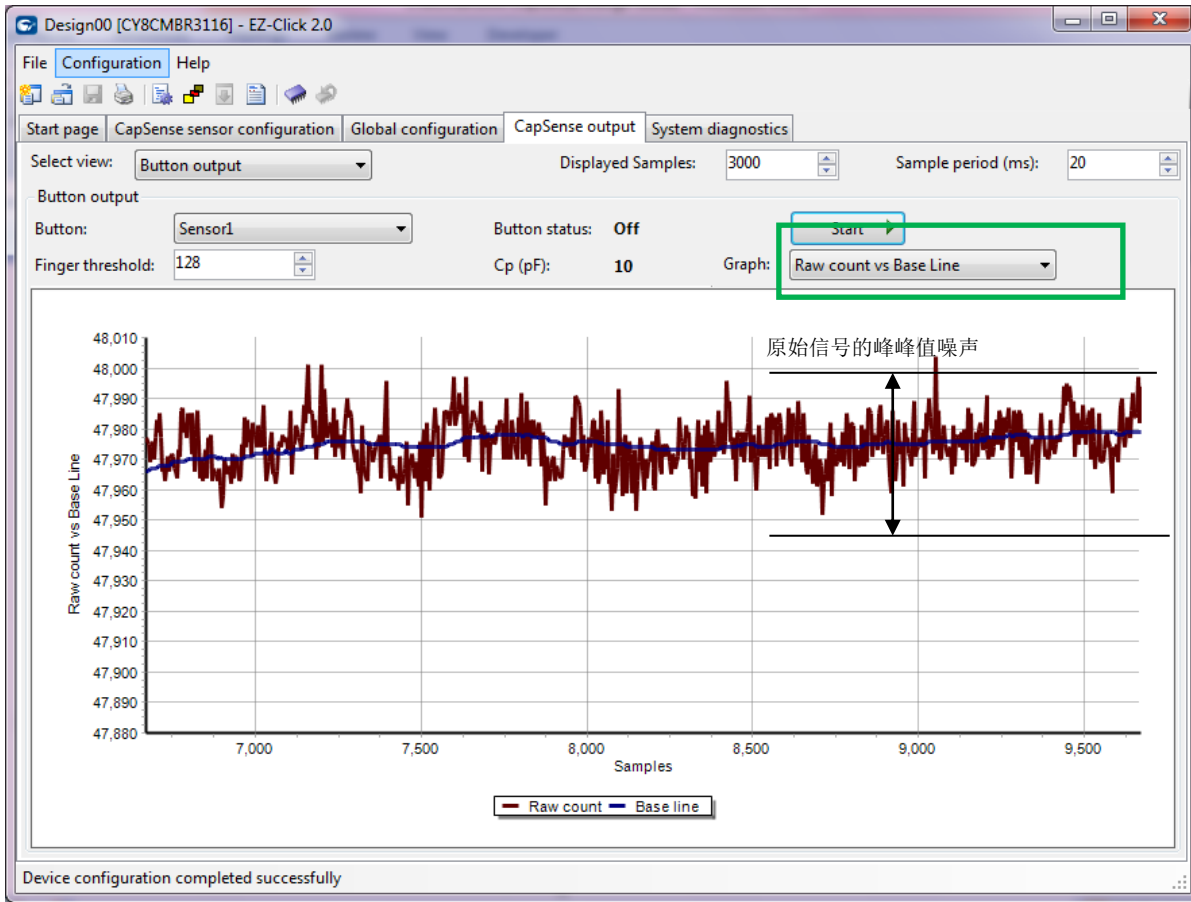 Design00 [CY8CMBR3116] - EZ-Click 2.0
File Configuration Help
Start page CapSense sensor configuration Global configuration CapSense output System diagnostics
Select view: Button output Displayed Samples: 3000 Sample period (ms): 20
Button output
Button: Sensor1 Button status: Off Start
Finger threshold: 128 Cp (pF): 10 Graph: Raw count vs Base Line
原始信号的峰峰值噪声
48,010
48,000
47,990
47,980
47,970
47,960
47,950
47,940
47,930
47,920
47,910
47,900
47,890
47,880
Raw count vs Base Line
7,000 7,500 8,000 8,500 9,000 9,500
Samples
Raw count Base line
Device configuration completed successfully